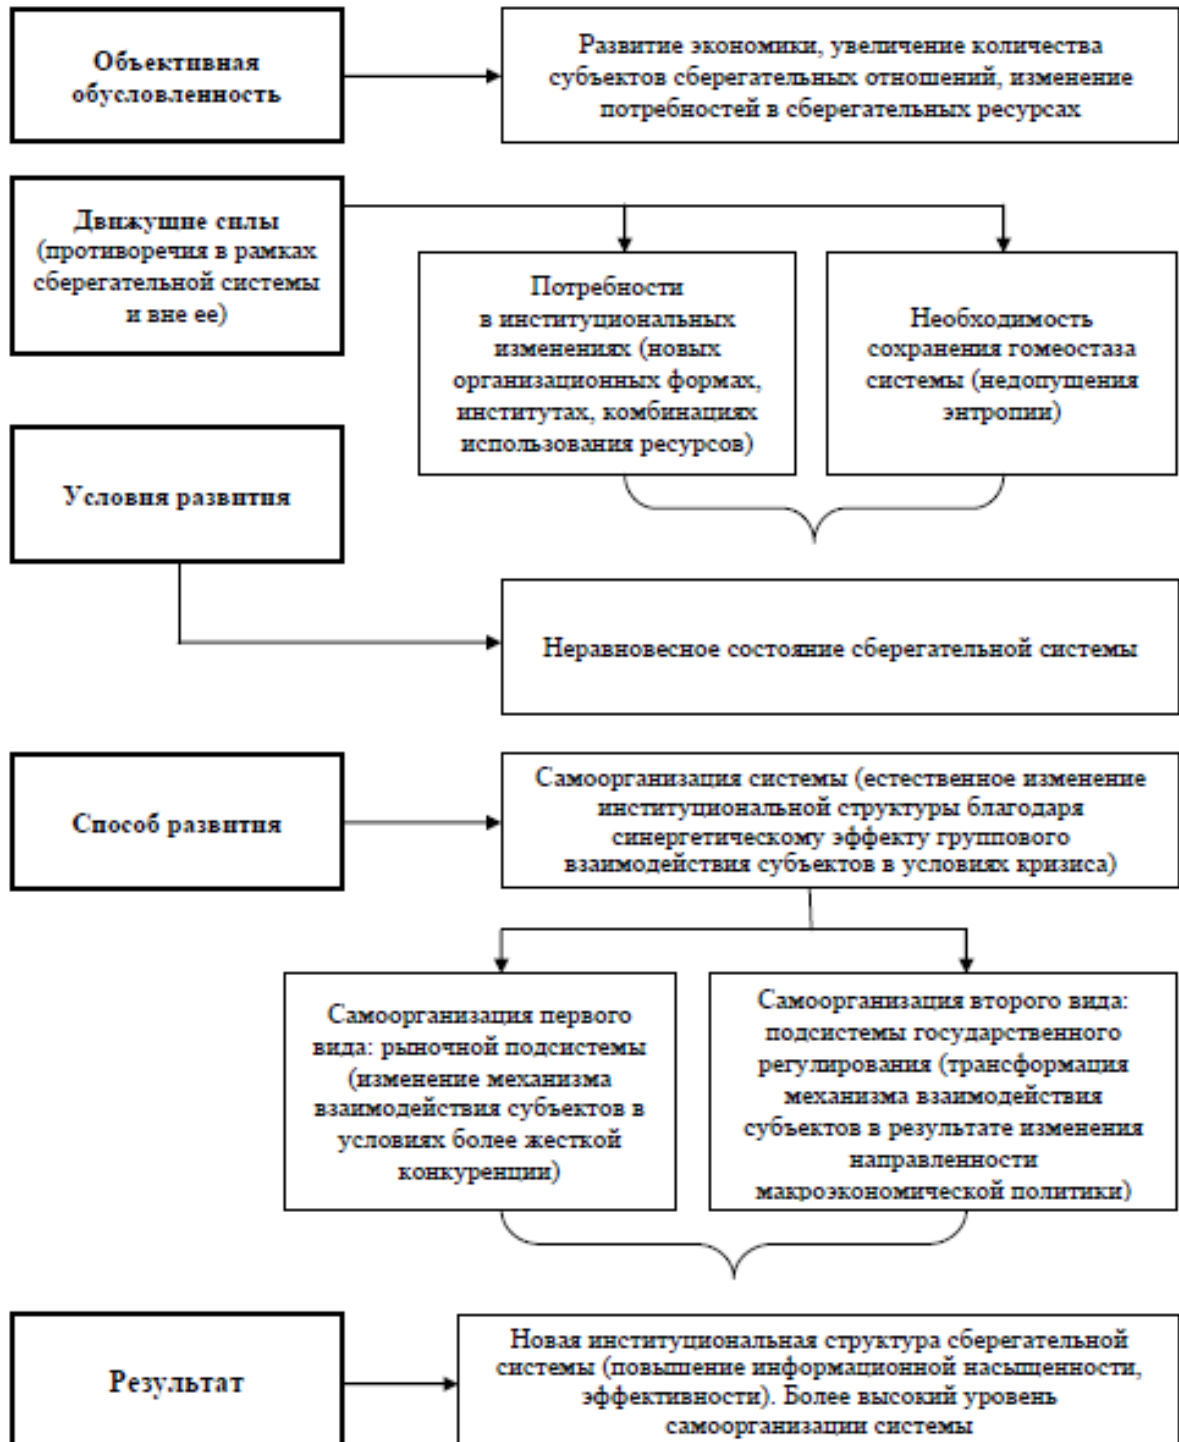 Объективная
обусловленность
Развитие экономики, увеличение количества
субъектов сберегательных отношений, изменение
потребностей в сберегательных ресурсах
Движущие силы
(противоречия в рамках
сберегательной системы
и вне ее)
Потребности
в институциональных
изменениях (новых
организационных формах,
институтах, комбинациях
использования ресурсов)
Необходимость
сохранения гомеостаза
системы (недопущения
энтропии)
Условия развития
Неравновесное состояние сберегательной системы
Способ развития
Самоорганизация системы (естественное изменение
институциональной структуры благодаря
синергетическому эффекту группового
взаимодействия субъектов в условиях кризиса)
Самоорганизация первого
вида: рыночной подсистемы
(изменение механизма
взаимодействия субъектов в
условиях более жесткой
конкуренции)
Самоорганизация второго вида:
подсистемы государственного
регулирования (трансформация
механизма взаимодействия
субъектов в результате изменения
направленности
макроэкономической политики)
Результат
Новая институциональная структура сберегательной
системы (повышение информационной насыщенности,
эффективности). Более высокий уровень
самоорганизации системы